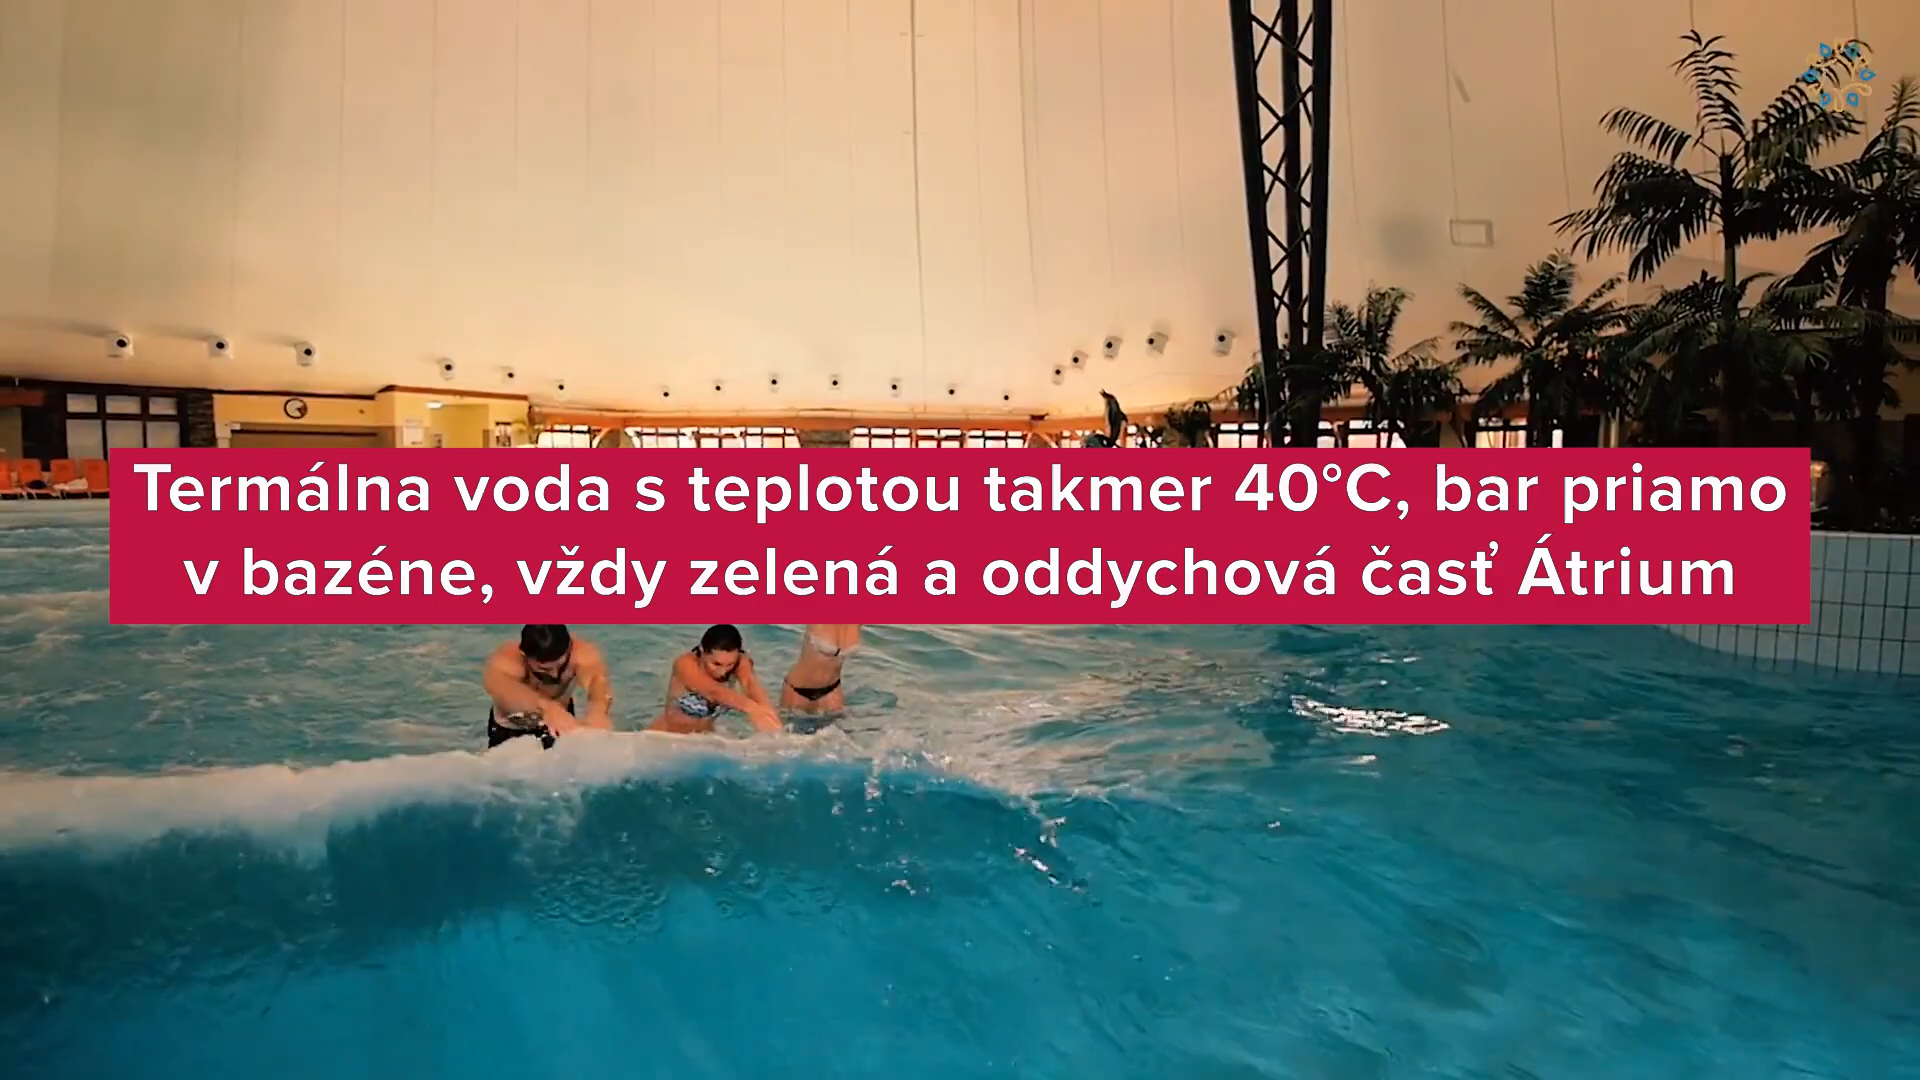 Termálna voda s teplotou takmer 40°C, bar priamo
v bazéne, vždy zelená a oddychová časť Átrium